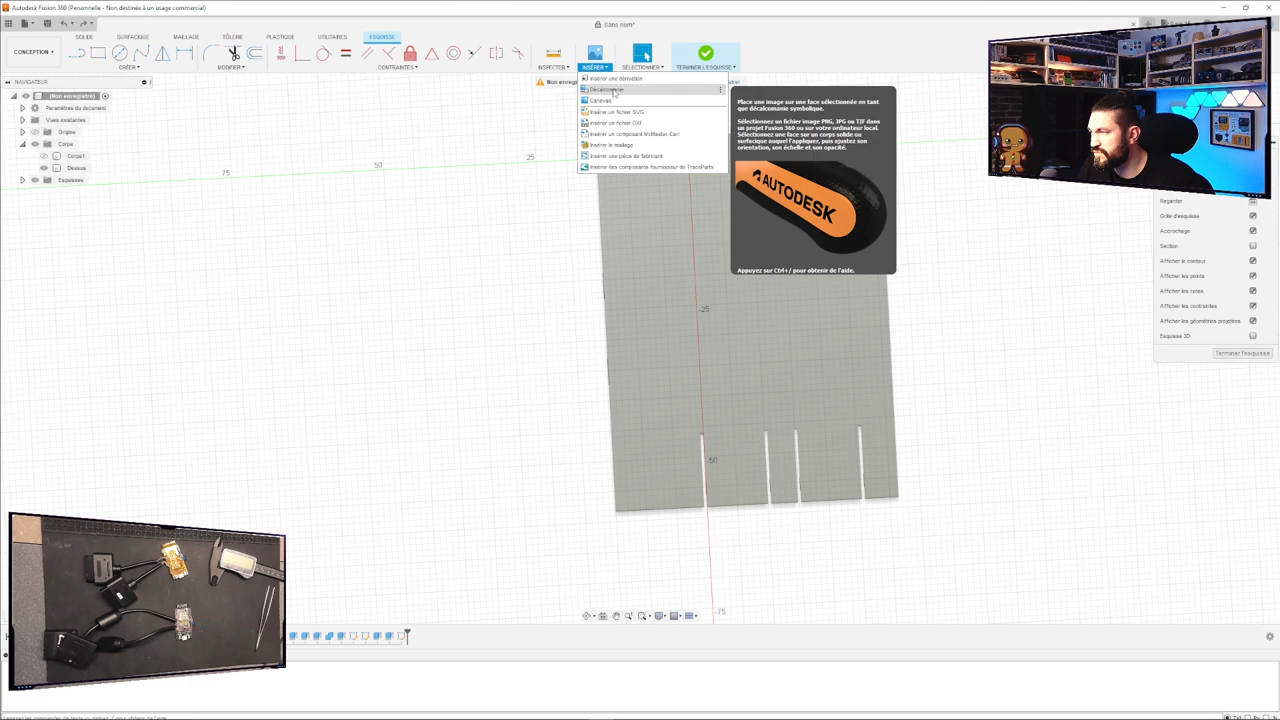 Autodesk Fusion 360 (Personnelle - Non destinée à un usage commercial)
Sans nom*
SOLIDE
SURFACIQUE
MAILLAGE
TÔLERIE
PLASTIQUE
UTILITAIRES
ESQUISSE
CONCEPTION
CRÉER
MODIFIER
CONTRAINTES
INSPECTER
INSÉRER
SÉLECTIONNER
TERMINER L'ESQUISSE
NAVIGATEUR
(Non enregistré)
Paramètres du document
Vues existantes
Origine
Corps
Corps1
Dessus
Esquisses
Insérer une dérivation
Décalcomanie
Canevas
Insérer un fichier SVG
Insérer un fichier DXF
Insérer un composant McMaster-Carr
Insérer le maillage
Insérer une pièce de fabricant
Insérer des composants fournisseur de TraceParts
Place une image sur une face sélectionnée en tant
que décalcomanie symbolique.
Sélectionnez un fichier image PNG, JPG ou TIF dans
un projet Fusion 360 ou sur votre ordinateur local.
Sélectionnez une face sur un corps solide ou
surfacique auquel l'appliquer, puis ajustez son
orientation, son échelle et son opacité.
AUTODESK
Appuyez sur Ctrl+/ pour obtenir de l'aide.
75
50
25
-25
-50
-75
Regarder
Grille d'esquisse
Accrochage
Section
Afficher le contour
Afficher les points
Afficher les cotes
Afficher les contraintes
Afficher les géométries projetées
Esquisse 3D
Terminer l'esquisse